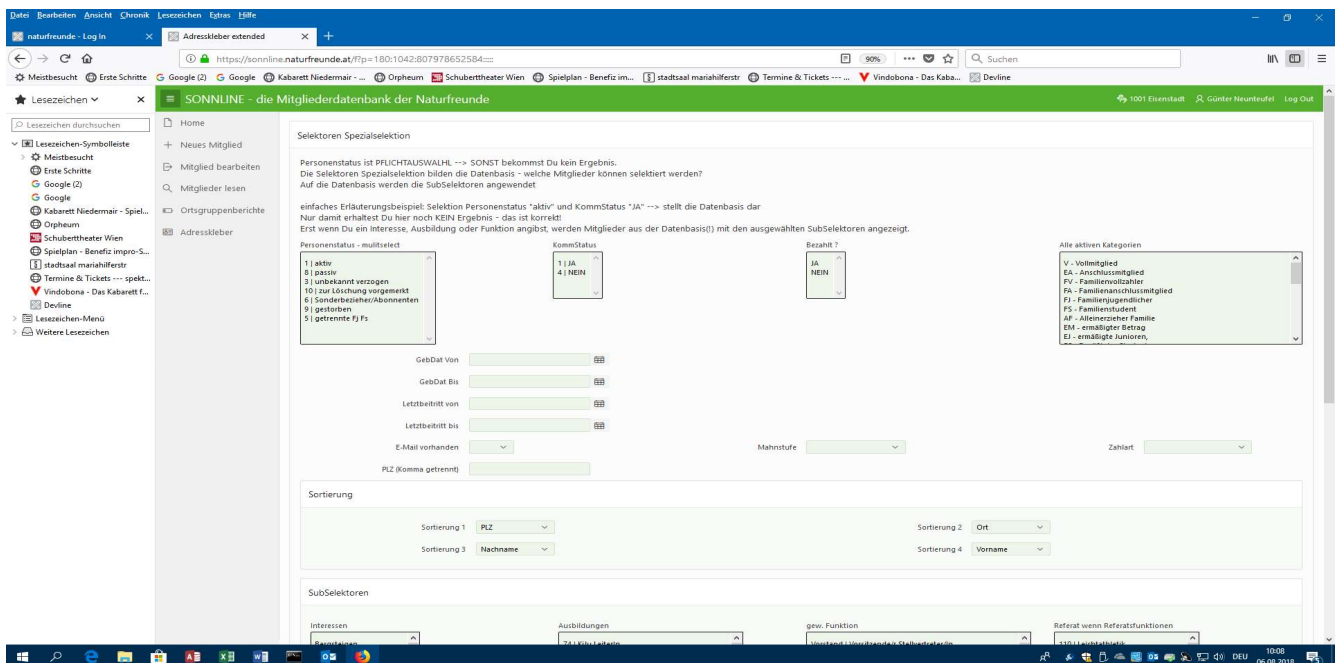 Datei Bearbeiten Ansicht Chronik Lesezeichen Extras Hilfe
naturfreunde - Log In
Adresskleber extended
https://sonnline.naturfreunde.at/f?p=180:1042:807978652584:::::
90%
Suchen
Meistbesucht Erste Schritte Google (2) Google Kabarett Niedermair - ... Orpheum Schuberttheater Wien Spielplan - Benefiz im... stadtsaal mariahilferstr Termine & Tickets --- ... Vindobona - Das Kaba... Devline
Lesezeichen
SONNLINE - die Mitgliederdatenbank der Naturfreunde
1001 Eisenstadt Günter Neunteufel Log Out
Lesezeichen durchsuchen
Lesezeichen-Symbolleiste
Meistbesucht
Erste Schritte
Google (2)
Google
Kabarett Niedermair - Spiel...
Orpheum
Schuberttheater Wien
Spielplan - Benefiz impro-S...
stadtsaal mariahilferstr
Termine & Tickets --- spekt...
Vindobona - Das Kabarett f...
Devline
Lesezeichen-Menü
Weitere Lesezeichen
Home
Neues Mitglied
Mitglied bearbeiten
Mitglieder lesen
Ortsgruppenberichte
Adresskleber
Selektoren Spezialselektion
Personenstatus ist PFLICHTAUSWALHL --> SONST bekommst Du kein Ergebnis.
Die Selektoren Spezialselektion bilden die Datenbasis - welche Mitglieder können selektiert werden?
Auf die Datenbasis werden die SubSelektoren angewendet
einfaches Erläuterungsbeispiel: Selektion Personenstatus "aktiv" und KommStatus "JA" --> stellt die Datenbasis dar
Nur damit erhaltest Du hier noch KEIN Ergebnis - das ist korrekt!
Erst wenn Du ein Interesse, Ausbildung oder Funktion angibst, werden Mitglieder aus der Datenbasis(!) mit den ausgewählten SubSelektoren angezeigt.
Personenstatus - mulitselect
1 | aktiv
8 | passiv
3 | unbekannt verzogen
10 | zur Löschung vorgemerkt
6 | Sonderbezieher/Abonnenten
9 | gestorben
5 | getrennte FJ Fs
KommStatus
1 | JA
4 | NEIN
Bezahlt ?
JA
NEIN
Alle aktiven Kategorien
V - Vollmitglied
EA - Anschlussmitglied
FV - Familienvollzahler
FA - Familienanschlussmitglied
FJ - Familienjugendlicher
FS - Familienstudent
AF - Alleinerzieher Familie
EM - ermäßigter Betrag
EJ - ermäßigte Junioren,
GebDat Von
GebDat Bis
Letztbeitritt von
Letztbeitritt bis
E-Mail vorhanden
Mahnstufe
Zahlart
PLZ (Komma getrennt)
Sortierung
Sortierung 1 PLZ
Sortierung 2 Ort
Sortierung 3 Nachname
Sortierung 4 Vorname
SubSelektoren
Interessen
Bergsteigen
Ausbildungen
74 | KiJu LeiterIn
gew. Funktion
Vorstand | Vorsitzende/r Stellvertreter/in
Referat wenn Referatsfunktionen
110 | Leichtathletik
DEU
10:08
06.08.2018